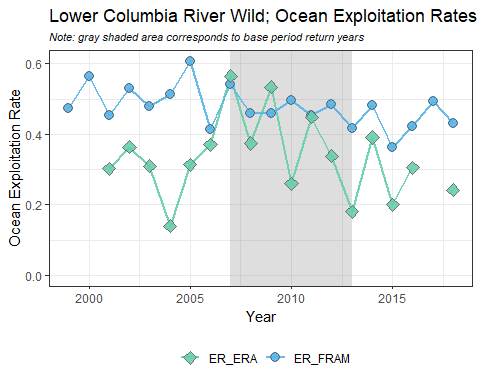 Lower Columbia River Wild; Ocean Exploitation Rates
Note: gray shaded area corresponds to base period return years
Ocean Exploitation Rate
0.6
0.4
0.2
0.0
2000 2005 2010 2015
Year
ER_ERA ER_FRAM